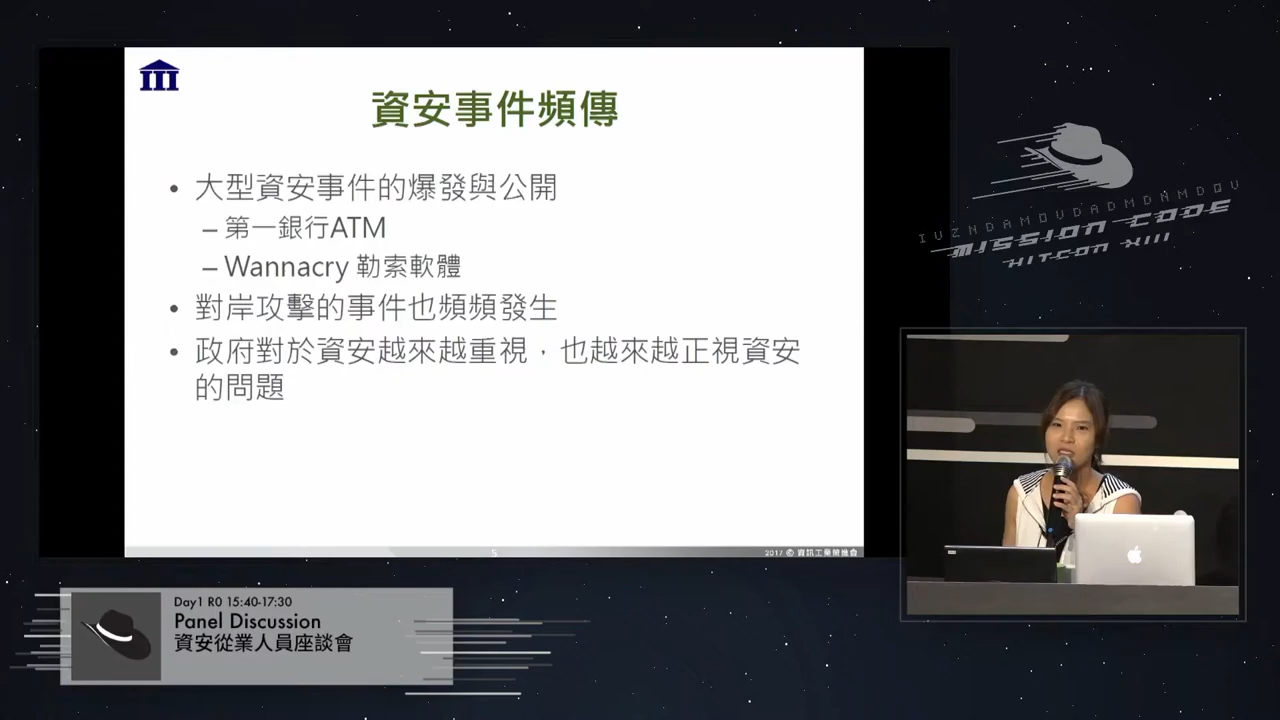 資安事件頻傳
• 大型資安事件的爆發與公開
– 第一銀行ATM
– Wannacry 勒索軟體
• 對岸攻擊的事件也頻頻發生
• 政府對於資安越來越重視，也越來越正視資安
的問題
5
2017 © 資訊工業策進會
IVZNDAMOVDADMDNMDQV
MISSION CODE
HITCON XIII
Day1 R0 15:40-17:30
Panel Discussion
資安從業人員座談會